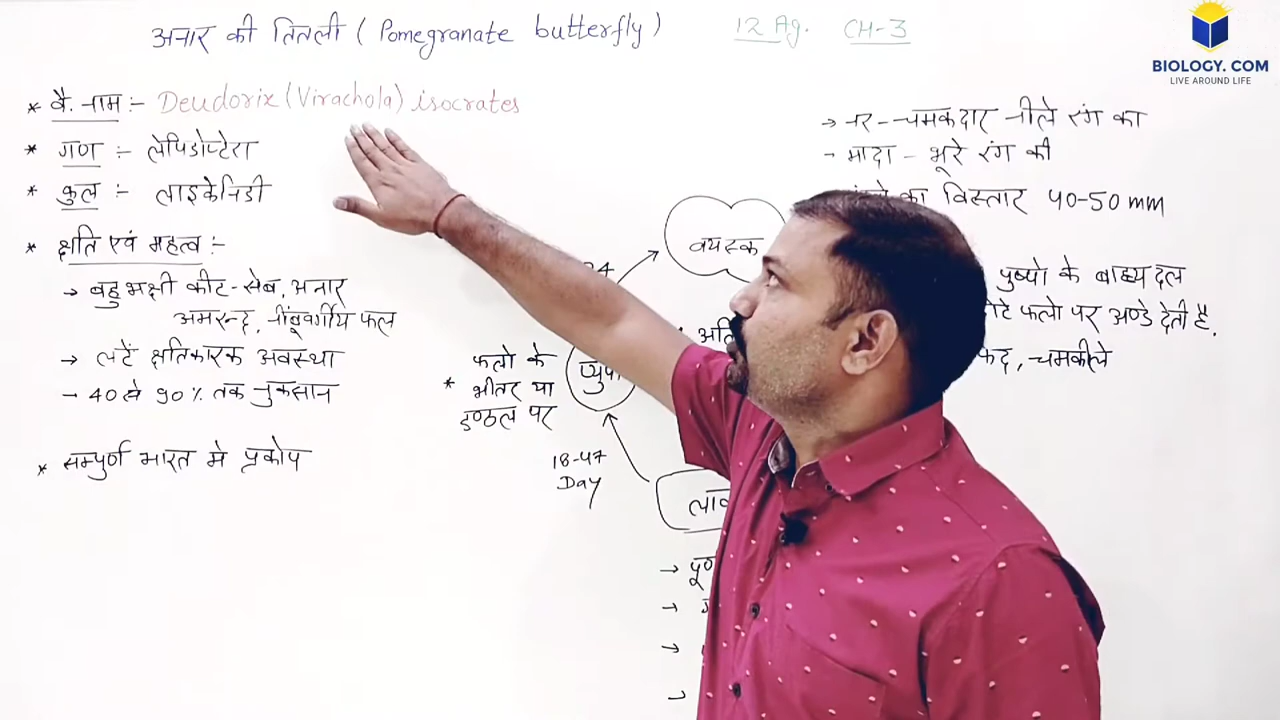 अनार की तितली (Pomegranate butterfly)
12 Ag. CH-3
BIOLOGY.COM
LIVE AROUND LIFE
* वै. नाम :- Deudorix (Virachola) isocrates
* गण :- लेपिडोप्टेरा
* कुल :- लाइकेनिडी
* क्षति एवं महत्व :-
→ बहुभक्षी कीट - सेब, अनार
अमरूद, नींबूवर्गीय फल
→ लटें क्षतिकारक अवस्था
- 40 से 90% तक नुकसान
* सम्पुर्ण भारत मे प्रकोप
→ नर - चमकदार नीले रंग का
- मादा - भूरे रंग की
का विस्तार 40-50 mm
वयस्क
पुष्पो के बाह्य दल
फलो पर अण्डे देती है.
चमकीले
* फलो के
भीतर या
डण्ठल पर
18-47
Day